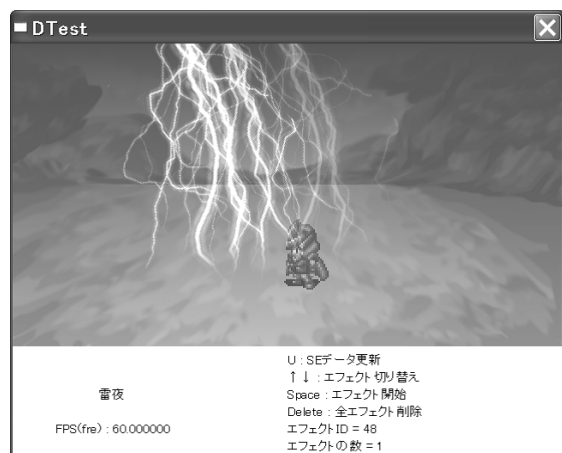 DTest
雷夜
FPS(fre) : 60.000000
U : SEデータ更新
↑↓ : エフェクト切り替え
Space : エフェクト開始
Delete : 全エフェクト削除
エフェクトID = 48
エフェクトの数 = 1